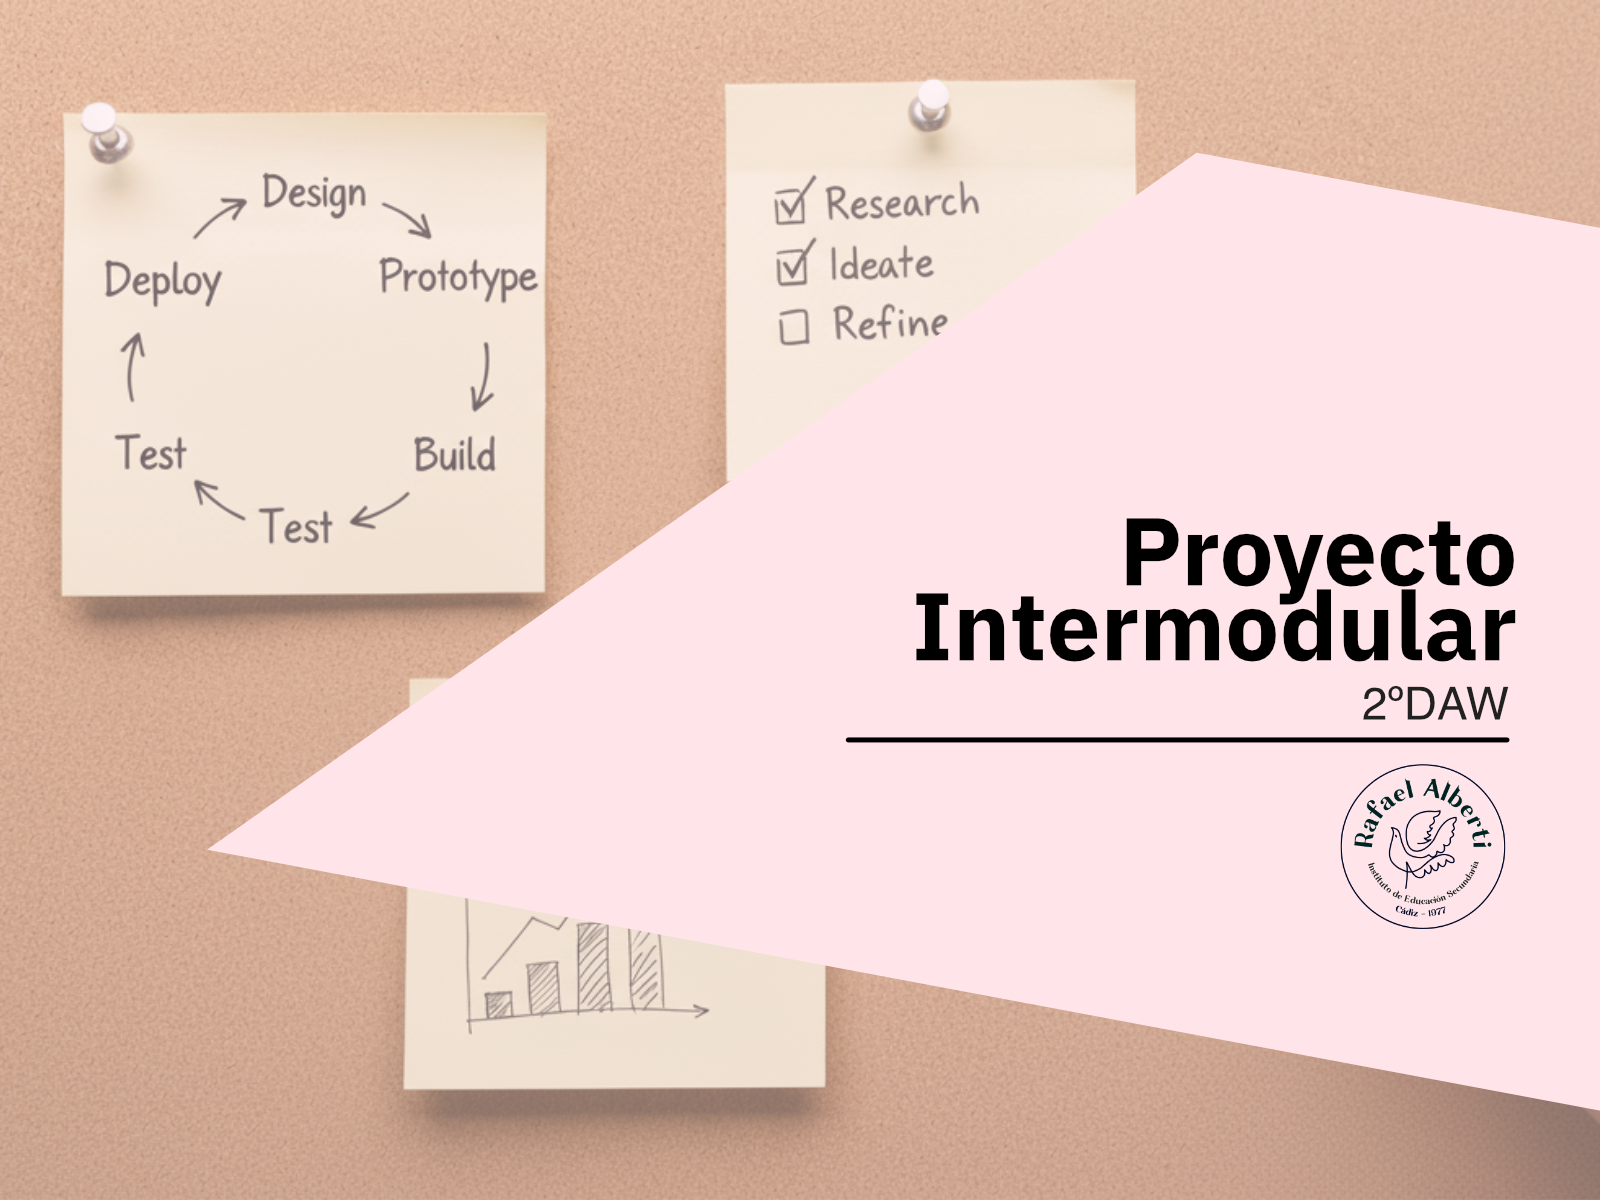 Design
Prototype
Build
Test
Test
Deploy
Research
Ideate
Refine
Proyecto
Intermodular
2ºDAW
Rafael Alberti
Instituto de Educación Secundaria
Cádiz - 1977